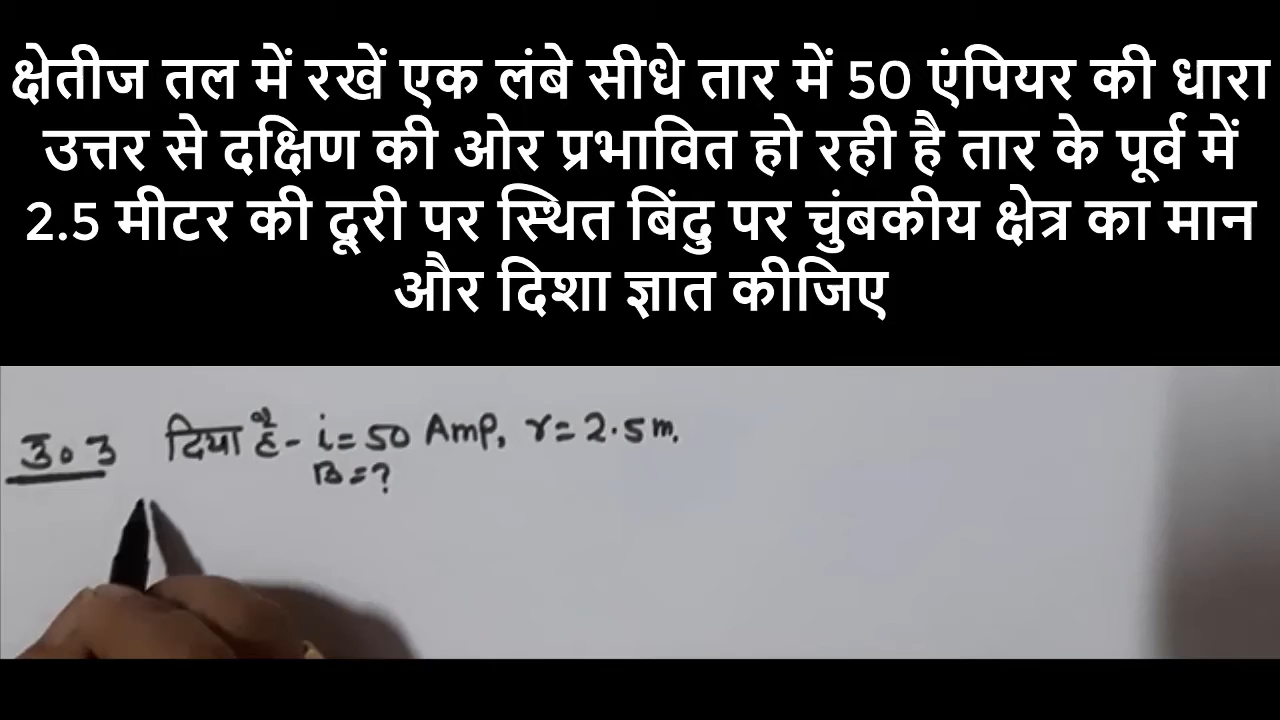 क्षेतीज तल में रखें एक लंबे सीधे तार में 50 एंपियर की धारा
उत्तर से दक्षिण की ओर प्रभावित हो रही है तार के पूर्व में
2.5 मीटर की दूरी पर स्थित बिंदु पर चुंबकीय क्षेत्र का मान
और दिशा ज्ञात कीजिए
उ० 3 दिया है - i = 50 Amp, r = 2.5 m.
B = ?